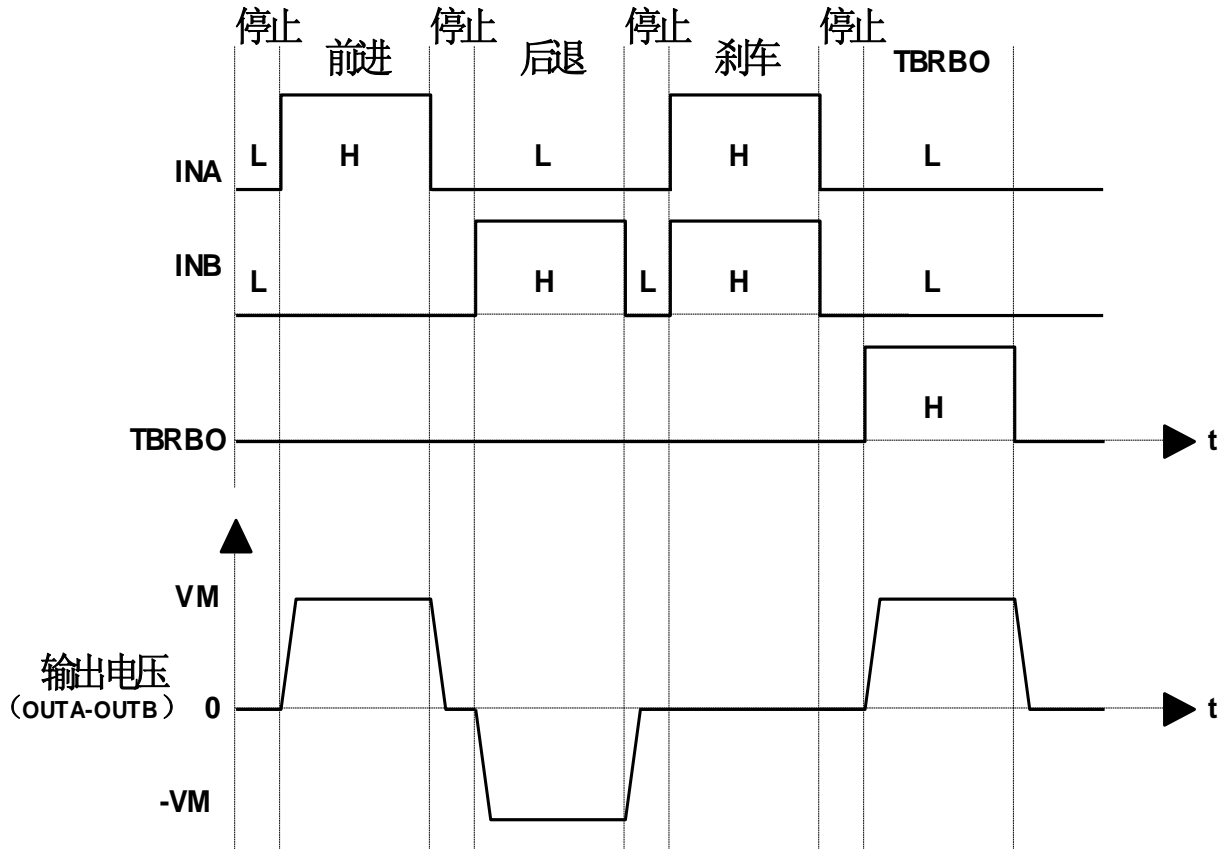 停止 停止 停止 停止
前进 后退 刹车 TBRBO
INA L H L H L
INB L H L H L
TBRBO H t
VM
输出电压
（OUTA-OUTB） 0 t
-VM